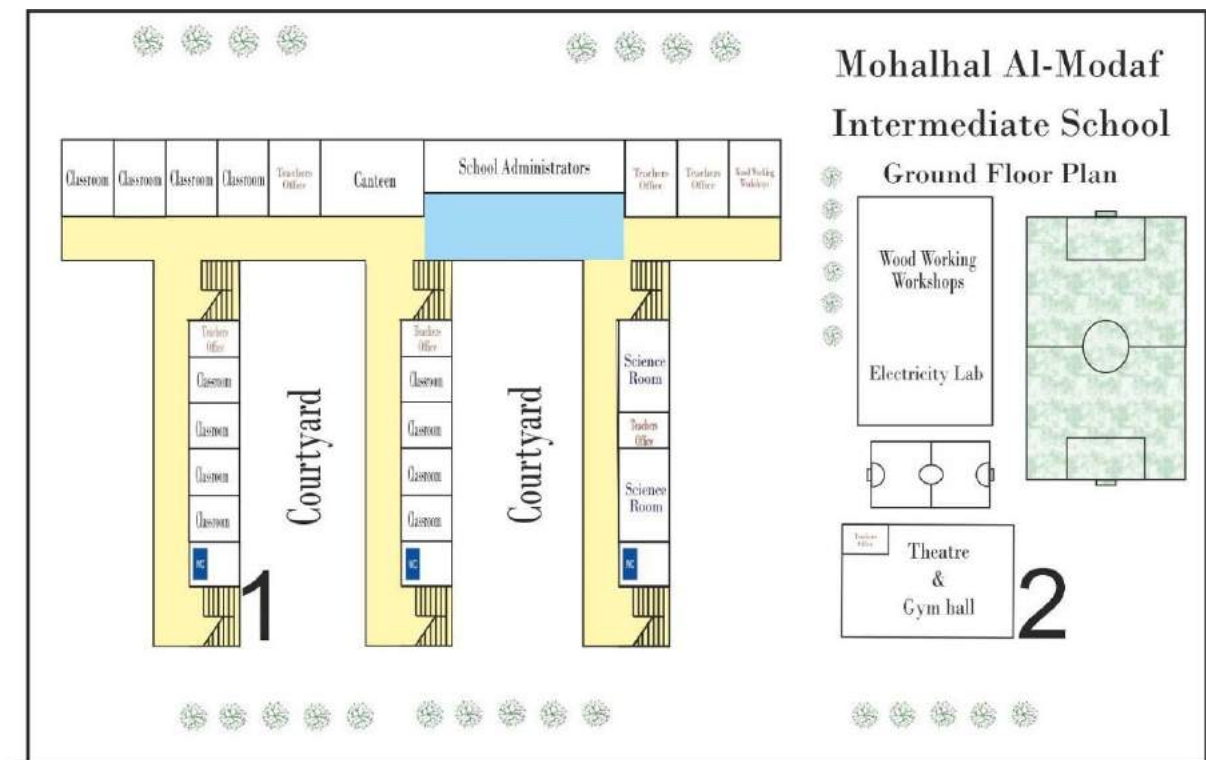 Mohalhal Al-Modaf
Intermediate School
Ground Floor Plan
Classroom
Classroom
Classroom
Classroom
Teachers
Office
Canteen
School Administrators
Teachers
Office
Teachers
Office
Wood Working
Workshops
Teachers
Office
Classroom
Classroom
Classroom
Classroom
WC
1
Courtyard
Teachers
Office
Classroom
Classroom
Classroom
Classroom
WC
Courtyard
Science
Room
Teachers
Office
Science
Room
WC
Wood Working
Workshops
Electricity Lab
Teachers
Office
Theatre
&
Gym hall
2